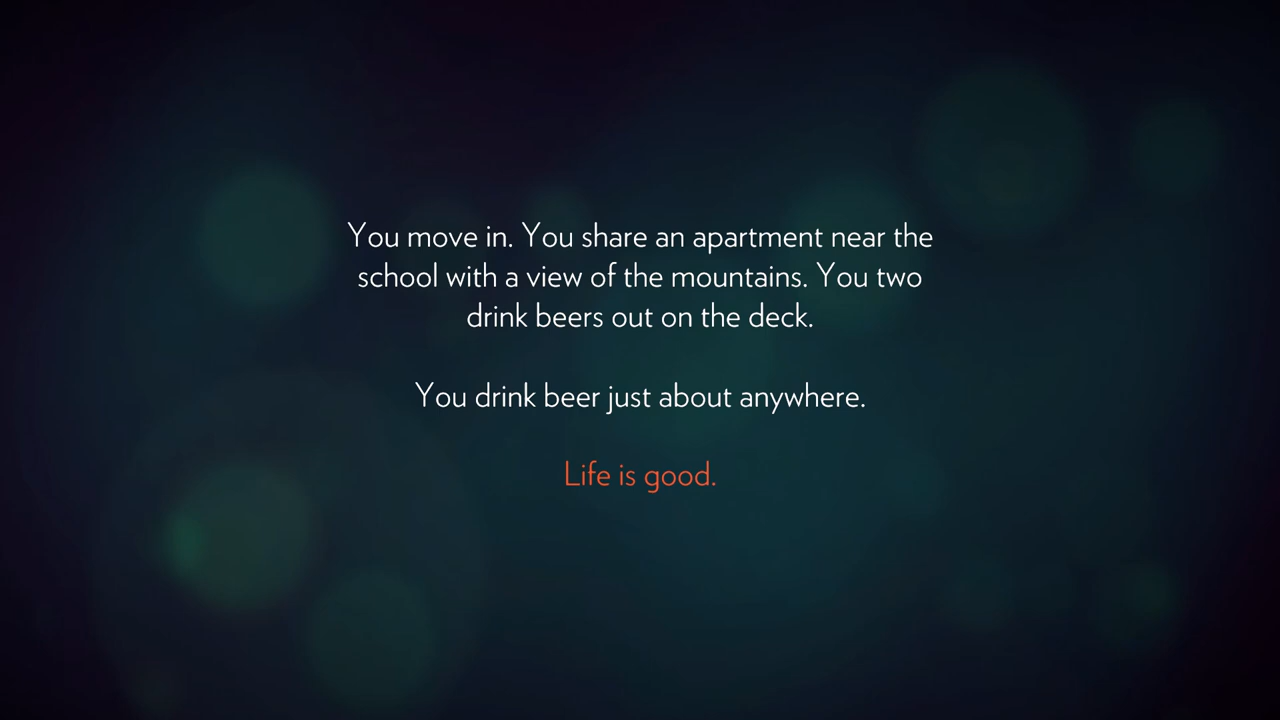 You move in. You share an apartment near the
school with a view of the mountains. You two
drink beers out on the deck.
You drink beer just about anywhere.
Life is good.